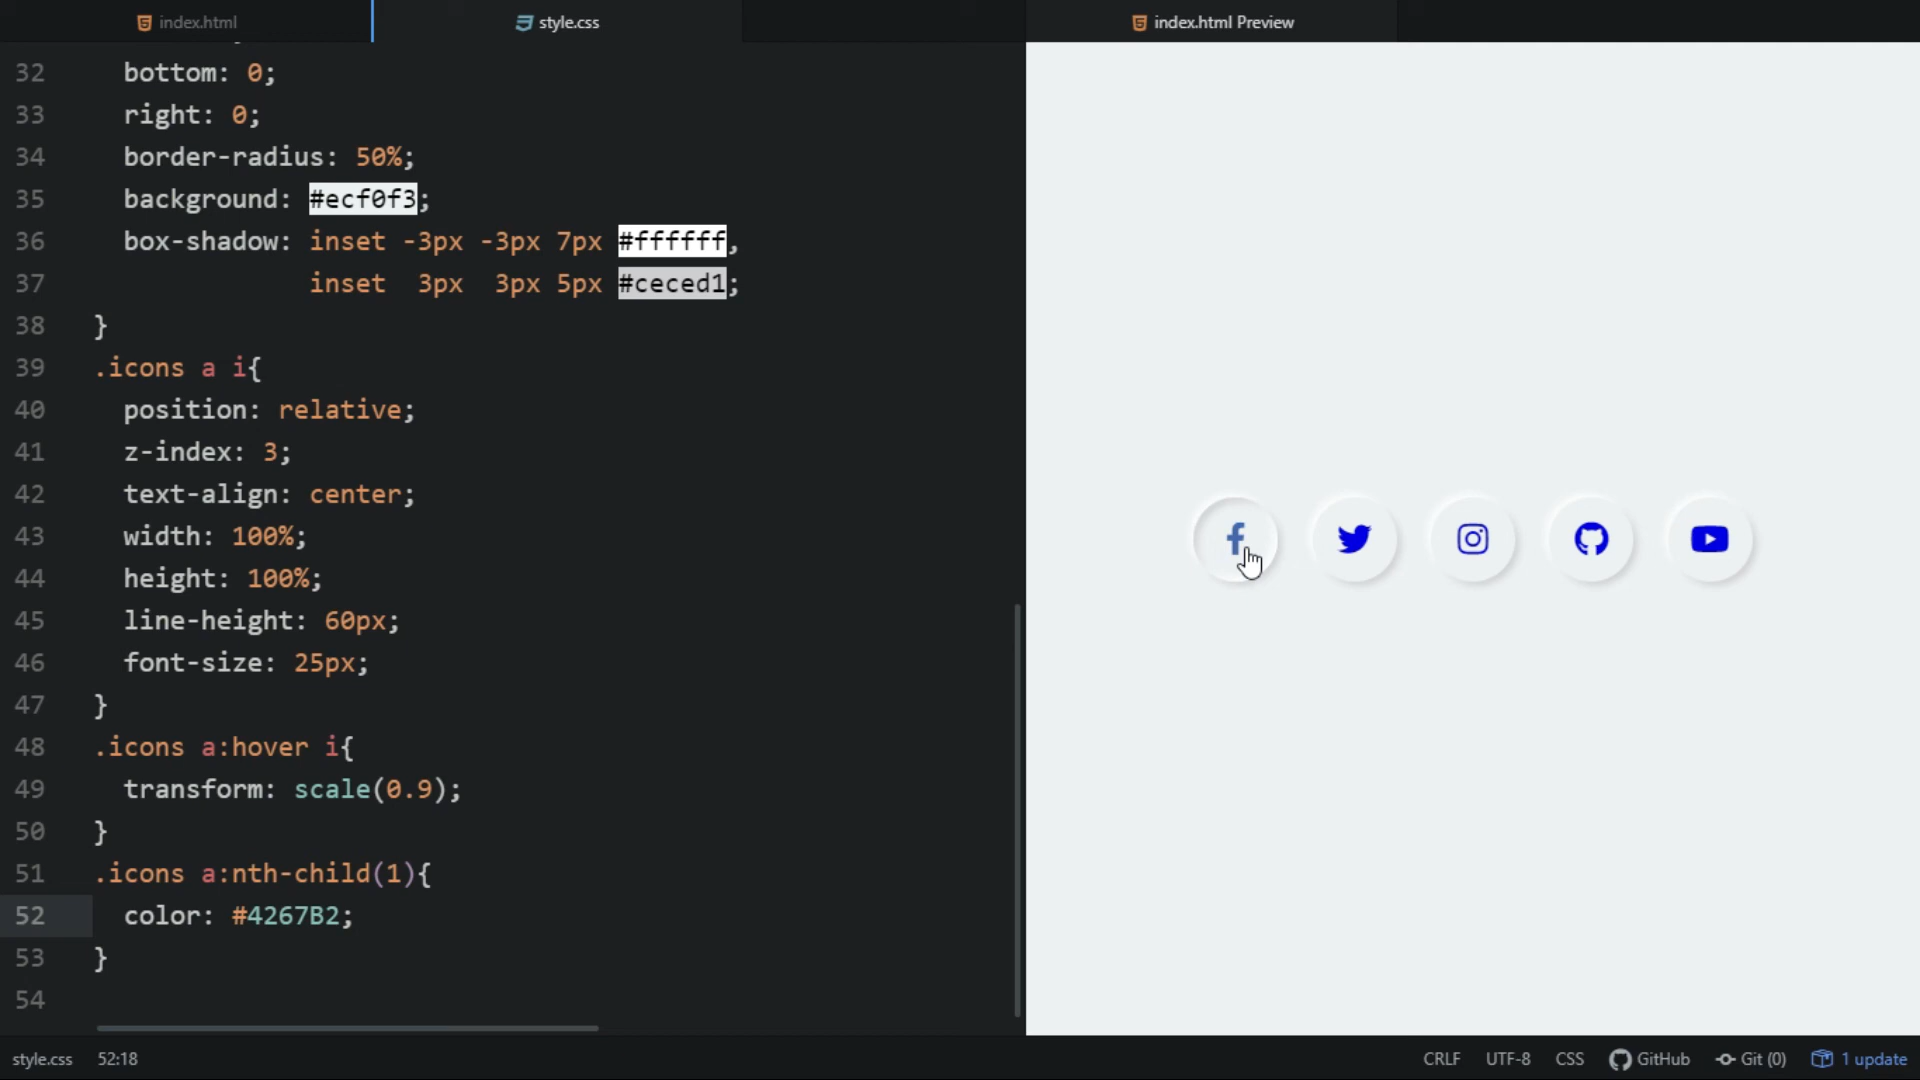 index.html
style.css
index.html Preview
32 bottom: 0;
33 right: 0;
34 border-radius: 50%;
35 background: #ecf0f3;
36 box-shadow: inset -3px -3px 7px #ffffff,
37 inset  3px  3px 5px #ceced1;
38 }
39 .icons a i{
40 position: relative;
41 z-index: 3;
42 text-align: center;
43 width: 100%;
44 height: 100%;
45 line-height: 60px;
46 font-size: 25px;
47 }
48 .icons a:hover i{
49 transform: scale(0.9);
50 }
51 .icons a:nth-child(1){
52 color: #4267B2;
53 }
54
style.css 52:18 CRLF UTF-8 CSS GitHub Git (0) 1 update